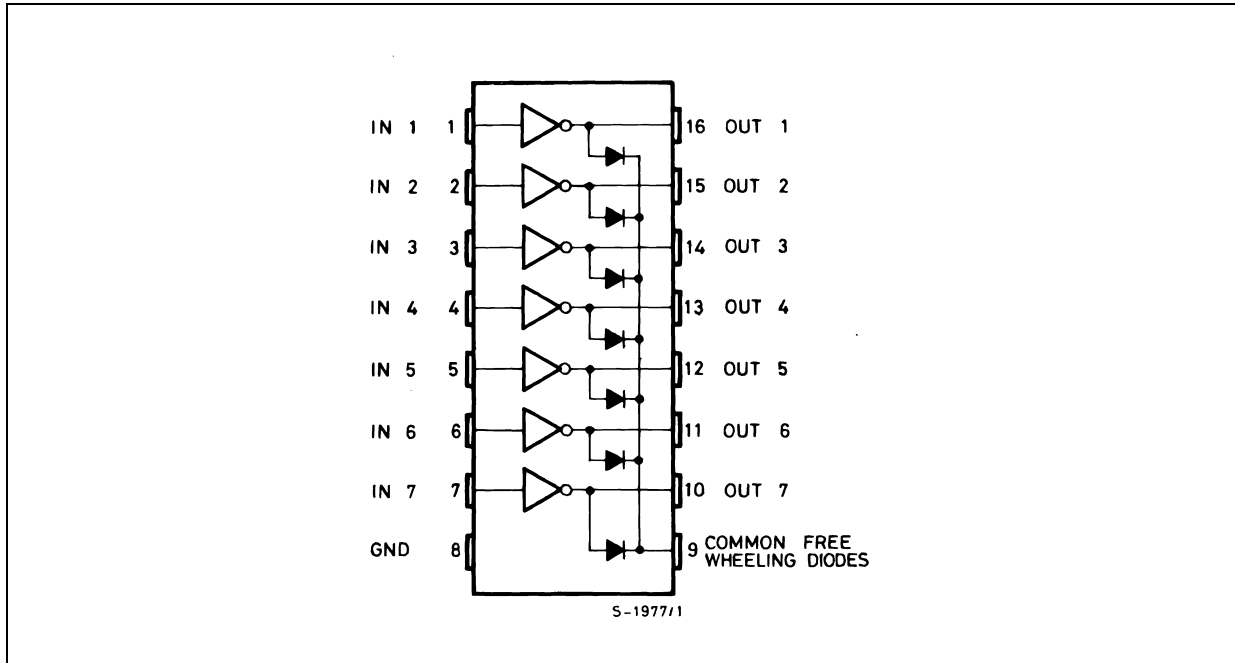 IN 1 1 16 OUT 1
IN 2 2 15 OUT 2
IN 3 3 14 OUT 3
IN 4 4 13 OUT 4
IN 5 5 12 OUT 5
IN 6 6 11 OUT 6
IN 7 7 10 OUT 7
GND 8 9 COMMON FREE
WHEELING DIODES
S-1977/1